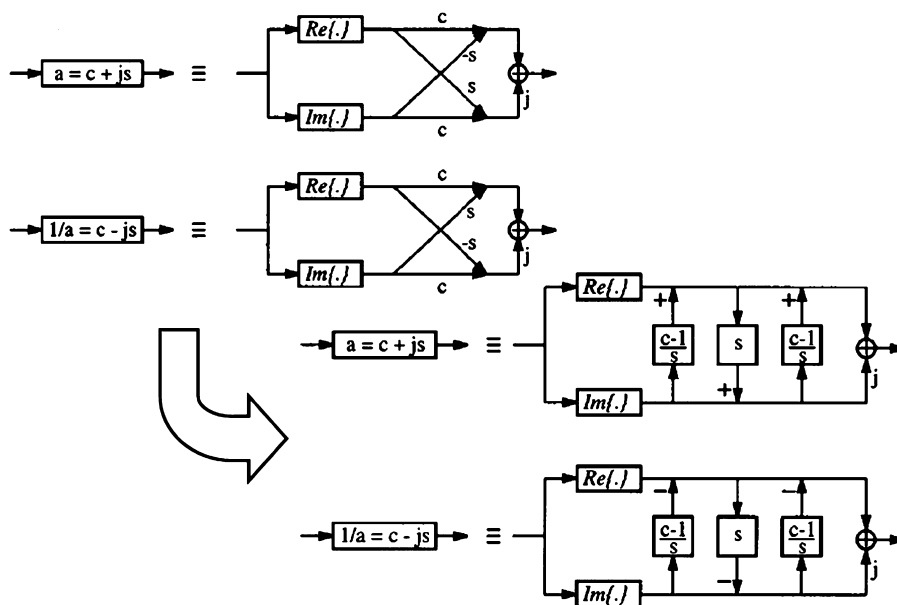 c
Re{.}
-s
a = c + js
≡
s
j
Im{.}
c
c
Re{.}
s
1/a = c - js
≡
-s
j
Im{.}
c
Re{.}
+
+
a = c + js
≡
c-1
s
s
c-1
s
+
j
Im{.}
Re{.}
−
−
1/a = c - js
≡
c-1
s
s
c-1
s
−
j
Im{.}